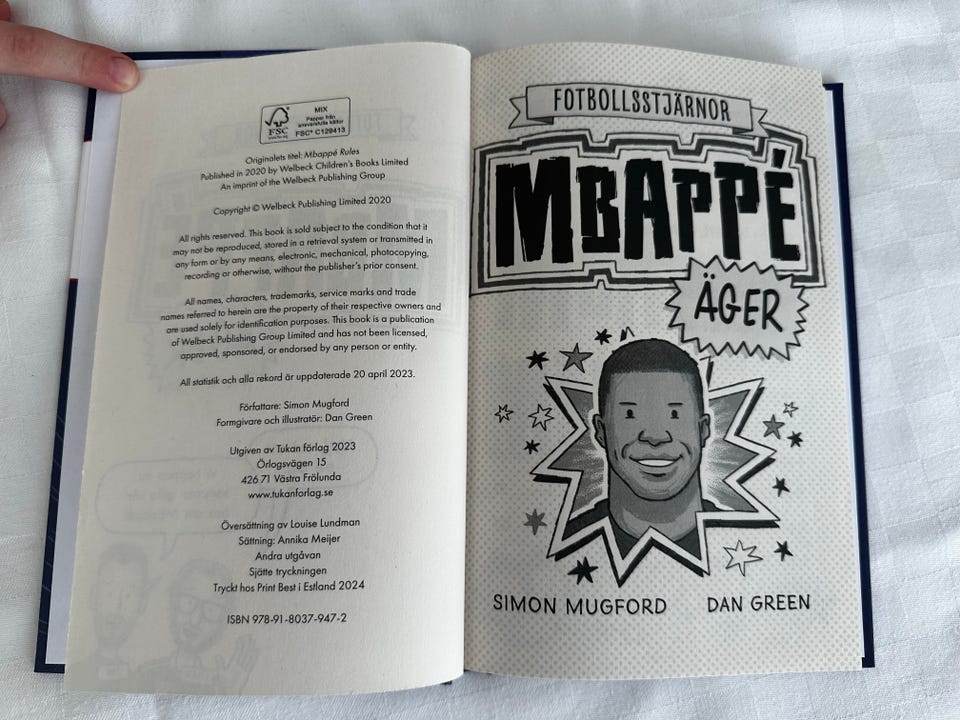 FSC
MIX
Papper från
ansvarsfulla källor
FSC® C129413
Originalets titel: Mbappé Rules
Published in 2020 by Welbeck Children's Books Limited
An imprint of the Welbeck Publishing Group
Copyright © Welbeck Publishing Limited 2020
All rights reserved. This book is sold subject to the condition that it
may not be reproduced, stored in a retrieval system or transmitted in
any form or by any means, electronic, mechanical, photocopying,
recording or otherwise, without the publisher's prior consent.
All names, characters, trademarks, service marks and trade
names referred to herein are the property of their respective owners and
are used solely for identification purposes. This book is a publication
of Welbeck Publishing Group Limited and has not been licensed,
approved, sponsored, or endorsed by any person or entity.
All statistik och alla rekord är uppdaterade 20 april 2023.
Författare: Simon Mugford
Formgivare och illustratör: Dan Green
Utgiven av Tukan förlag 2023
Örlogsvägen 15
426 71 Västra Frölunda
www.tukanforlag.se
Översättning av Louise Lundman
Sättning: Annika Meijer
Andra utgåvan
Sjätte tryckningen
Tryckt hos Print Best i Estland 2024
ISBN 978-91-8037-947-2
FOTBOLLSSTJÄRNOR
MBAPPÉ
ÄGER
SIMON MUGFORD DAN GREEN